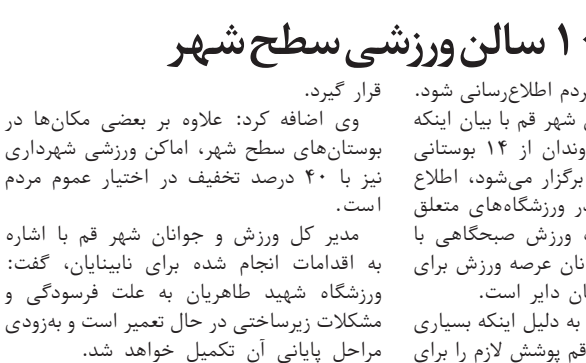 ۱۰ سالن ورزشی سطح شهر
ردم اطلاع‌رسانی شود.
شهر قم با بیان اینکه
وندان از ۱۴ بوستانی
برگزار می‌شود، اطلاع
ر ورزشگاه‌های متعلق
ورزش صبحگاهی با
نان عرصه ورزش برای
ان دایر است.
به دلیل اینکه بسیاری
قم پوشش لازم را برای
قرار گیرد.
وی اضافه کرد: علاوه بر بعضی مکان‌ها در
بوستان‌های سطح شهر، اماکن ورزشی شهرداری
نیز با ۴۰ درصد تخفیف در اختیار عموم مردم
است.
مدیر کل ورزش و جوانان شهر قم با اشاره
به اقدامات انجام شده برای نابینایان، گفت:
ورزشگاه شهید طاهریان به علت فرسودگی و
مشکلات زیرساختی در حال تعمیر است و به‌زودی
مراحل پایانی آن تکمیل خواهد شد.